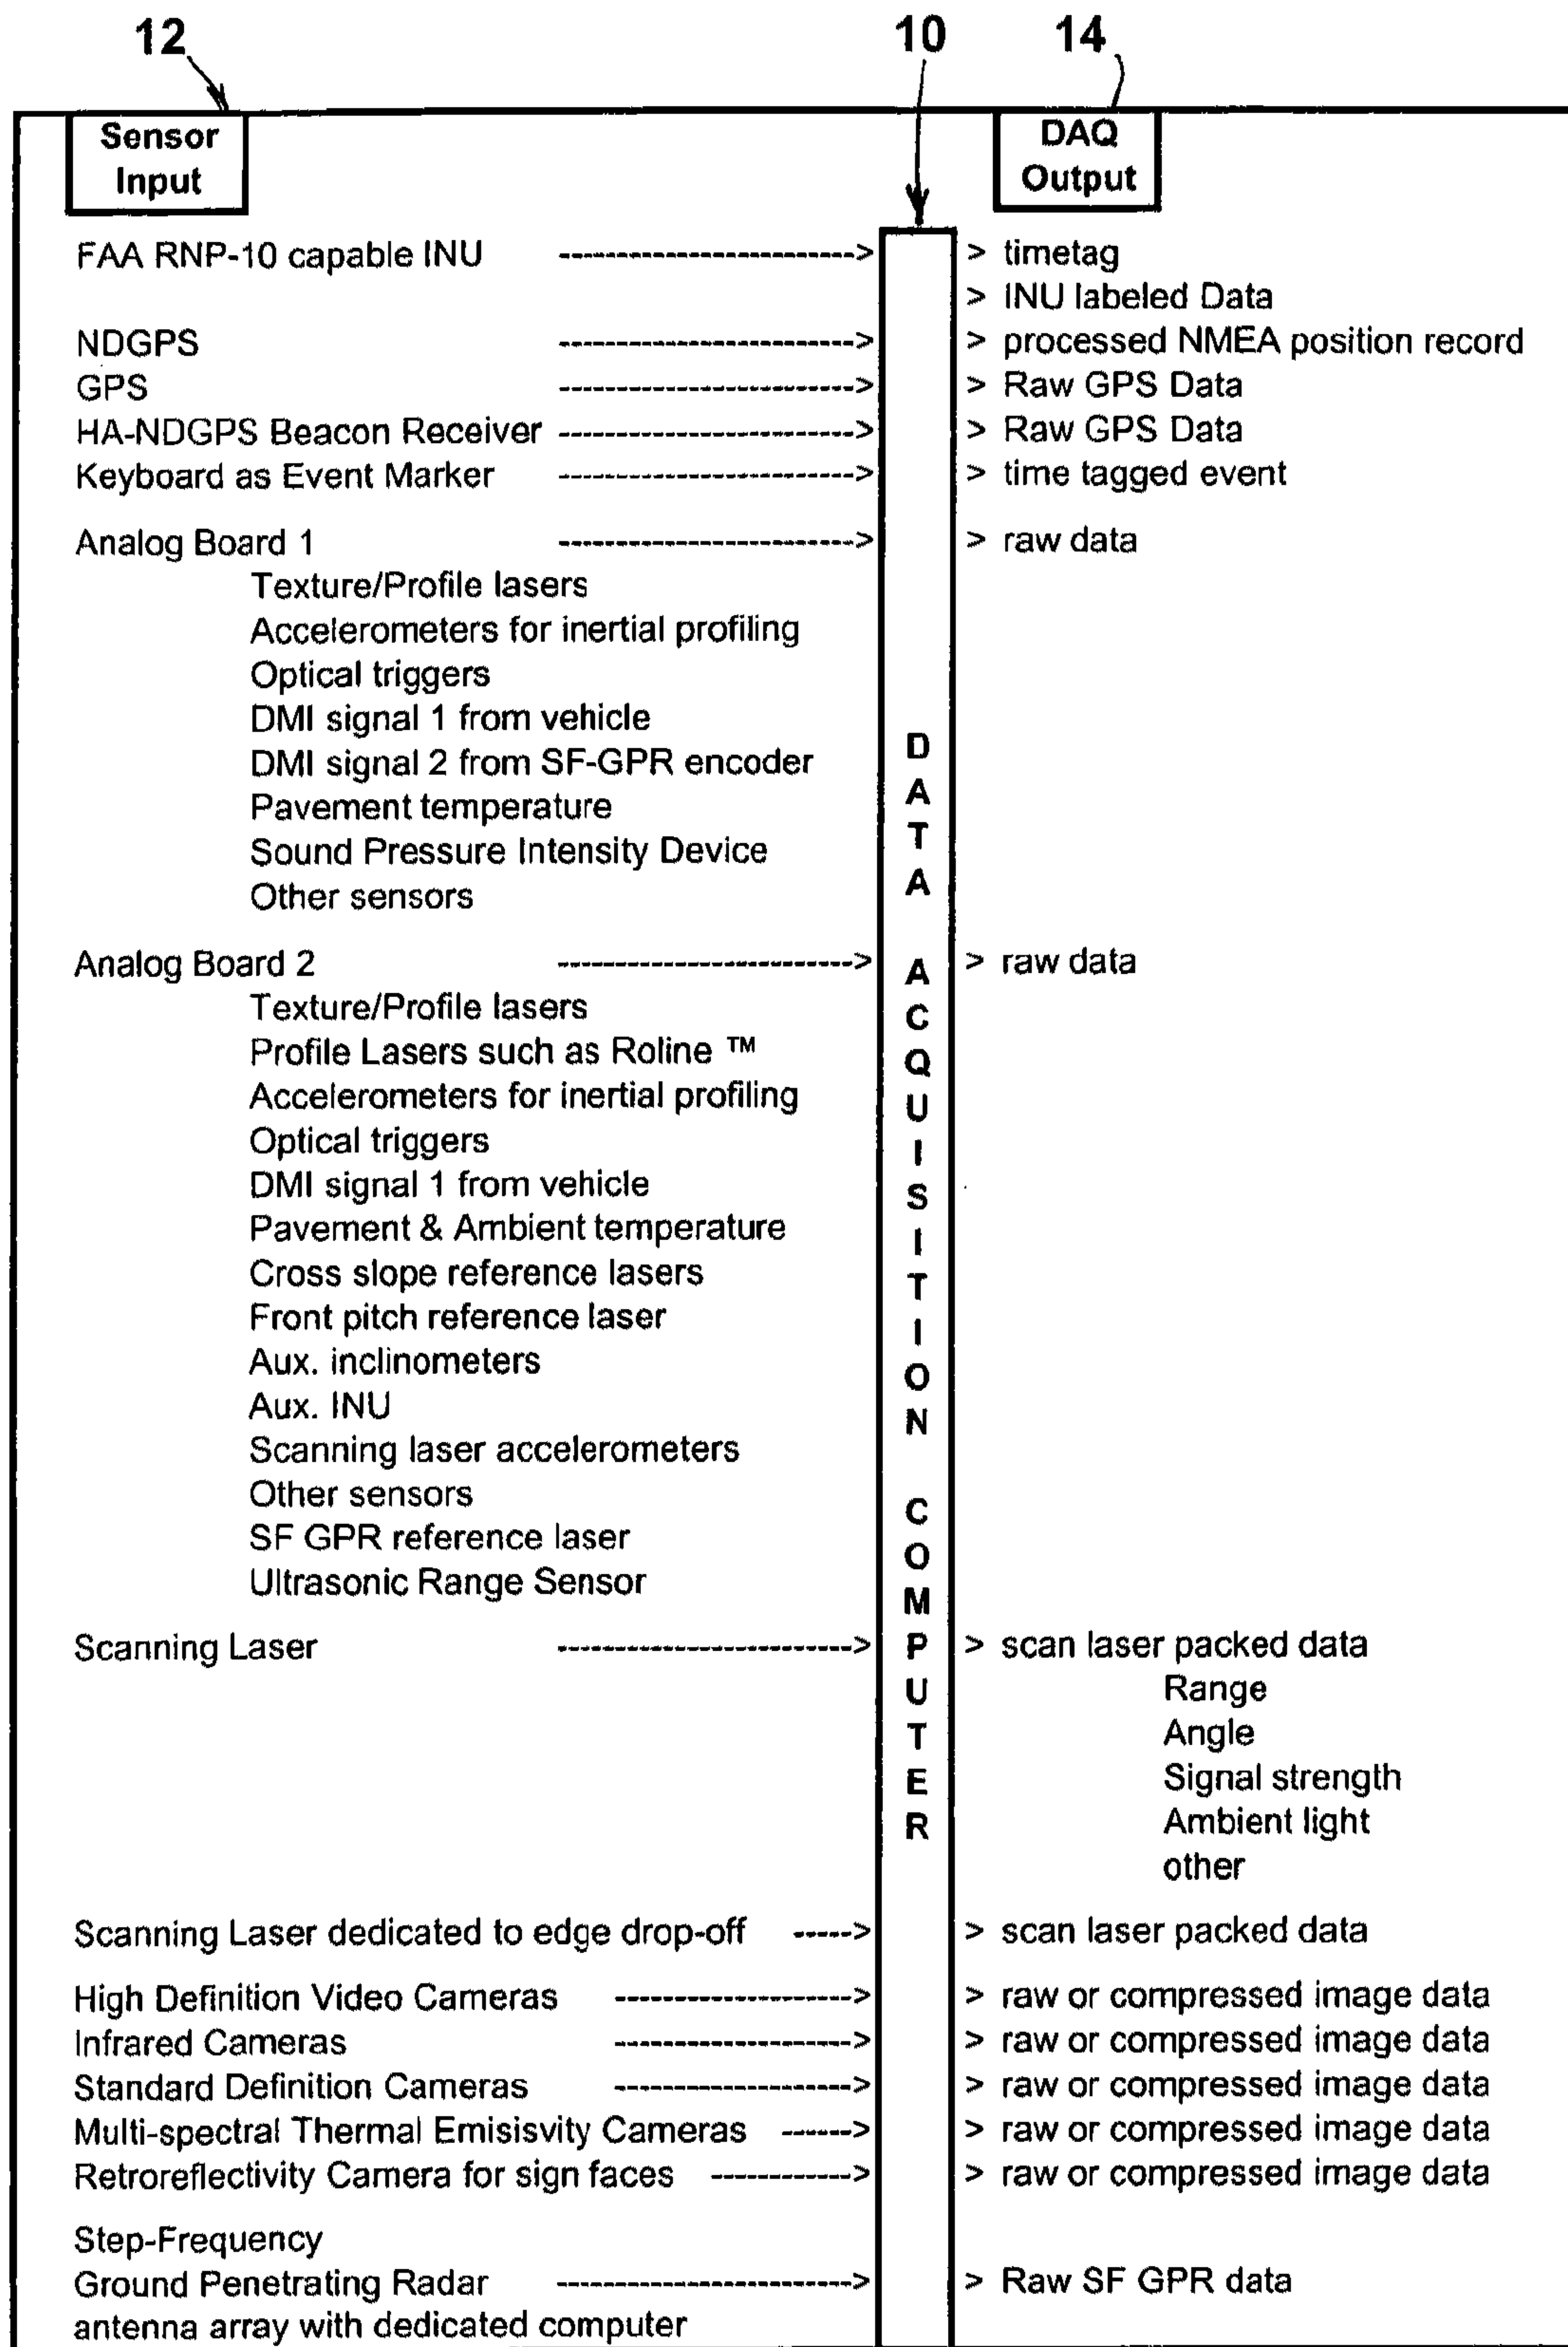 12 10 14
Sensor Input
DAQ Output
FAA RNP-10 capable INU -----------------------> > timetag
> INU labeled Data
NDGPS -----------------------> > processed NMEA position record
GPS -----------------------> > Raw GPS Data
HA-NDGPS Beacon Receiver -----------------------> > Raw GPS Data
Keyboard as Event Marker -----------------------> > time tagged event
Analog Board 1 -----------------------> > raw data
Texture/Profile lasers
Accelerometers for inertial profiling
Optical triggers
DMI signal 1 from vehicle
DMI signal 2 from SF-GPR encoder
Pavement temperature
Sound Pressure Intensity Device
Other sensors
Analog Board 2 -----------------------> > raw data
Texture/Profile lasers
Profile Lasers such as Roline ™
Accelerometers for inertial profiling
Optical triggers
DMI signal 1 from vehicle
Pavement & Ambient temperature
Cross slope reference lasers
Front pitch reference laser
Aux. inclinometers
Aux. INU
Scanning laser accelerometers
Other sensors
SF GPR reference laser
Ultrasonic Range Sensor
Scanning Laser -----------------------> > scan laser packed data
Range
Angle
Signal strength
Ambient light
other
Scanning Laser dedicated to edge drop-off -----> > scan laser packed data
High Definition Video Cameras ------------------> > raw or compressed image data
Infrared Cameras ------------------> > raw or compressed image data
Standard Definition Cameras ------------------> > raw or compressed image data
Multi-spectral Thermal Emisisvity Cameras ------> > raw or compressed image data
Retroreflectivity Camera for sign faces -----------> > raw or compressed image data
Step-Frequency
Ground Penetrating Radar -----------------------> > Raw SF GPR data
antenna array with dedicated computer
DATA ACQUISITION COMPUTER